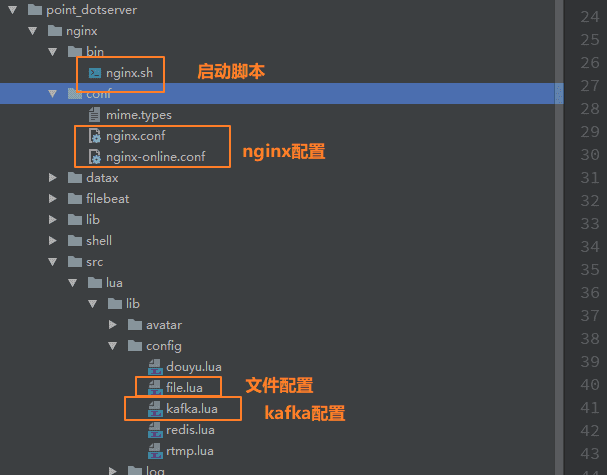 point_dotserver
nginx
bin
nginx.sh
启动脚本
conf
mime.types
nginx.conf
nginx-online.conf
nginx配置
datax
filebeat
lib
shell
src
lua
lib
avatar
config
douyu.lua
file.lua
文件配置
kafka.lua
kafka配置
redis.lua
rtmp.lua
log
24
25
26
27
28
29
30
31
32
33
34
35
36
37
38
39
40
41
42
43
44